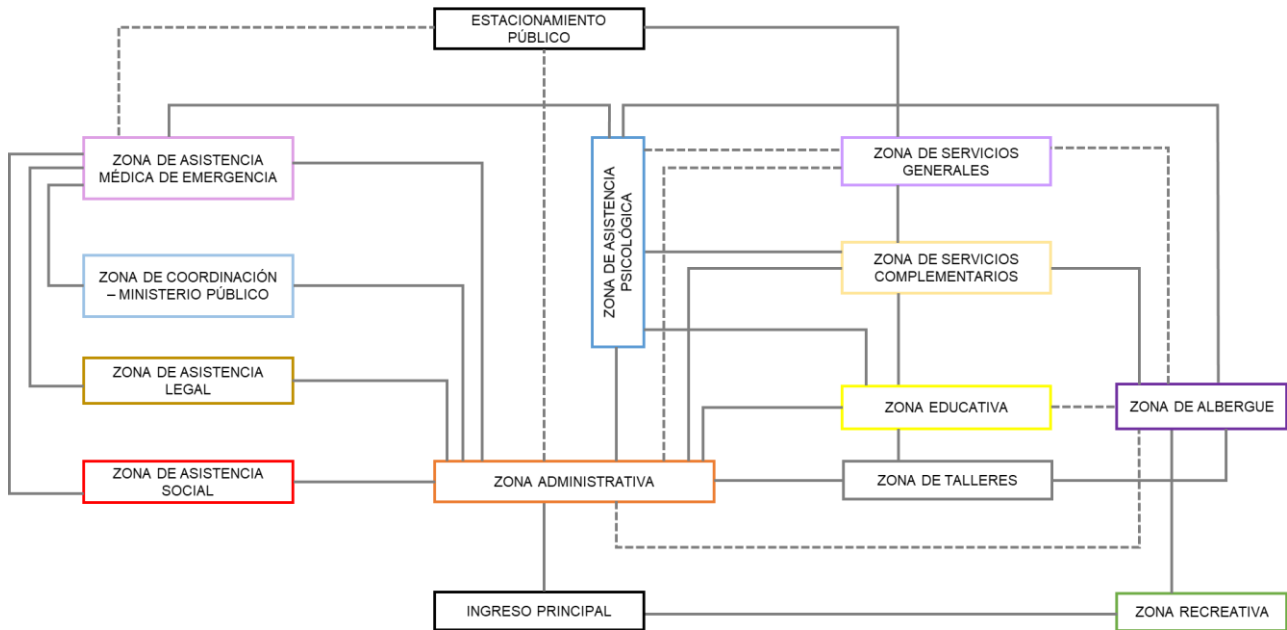 ESTACIONAMIENTO
PÚBLICO
ZONA DE ASISTENCIA
MÉDICA DE EMERGENCIA
ZONA DE ASISTENCIA
PSICOLÓGICA
ZONA DE SERVICIOS
GENERALES
ZONA DE COORDINACIÓN
– MINISTERIO PÚBLICO
ZONA DE SERVICIOS
COMPLEMENTARIOS
ZONA DE ASISTENCIA
LEGAL
ZONA EDUCATIVA
ZONA DE ALBERGUE
ZONA DE ASISTENCIA
SOCIAL
ZONA ADMINISTRATIVA
ZONA DE TALLERES
INGRESO PRINCIPAL
ZONA RECREATIVA